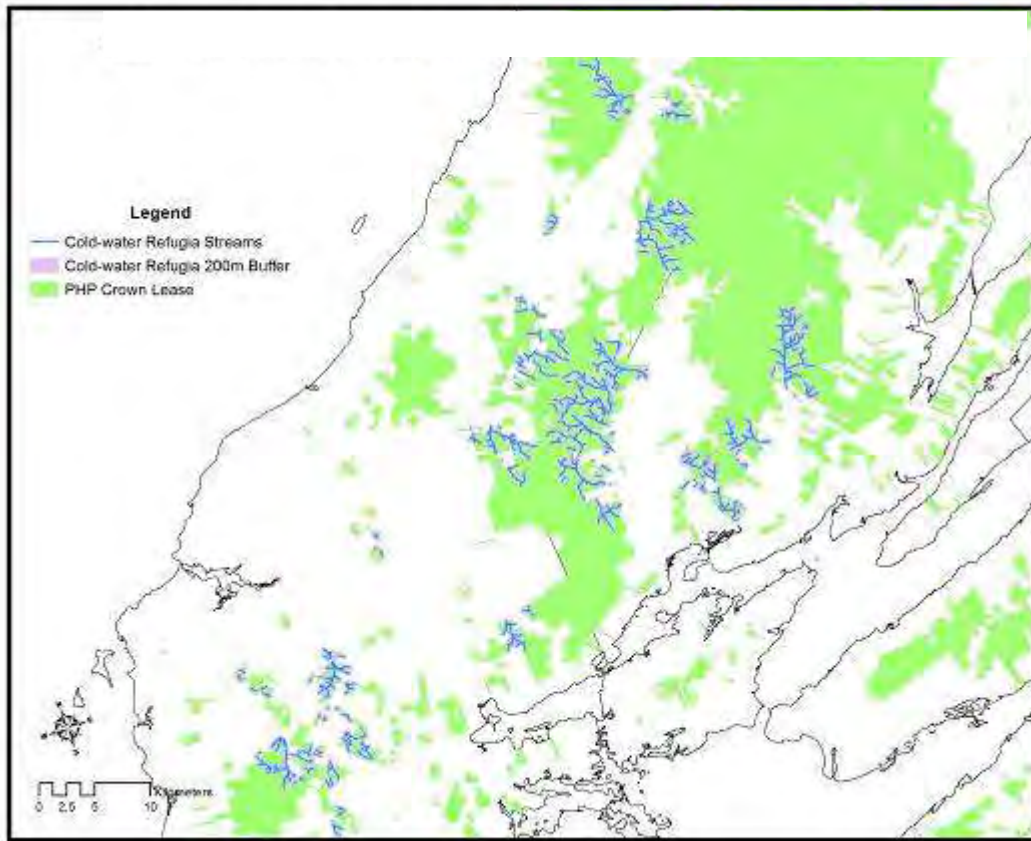 Legend
Cold-water Refugia Streams
Cold-water Refugia 200m Buffer
PHP Crown Lease
Kilometers
0 2.5 5 10